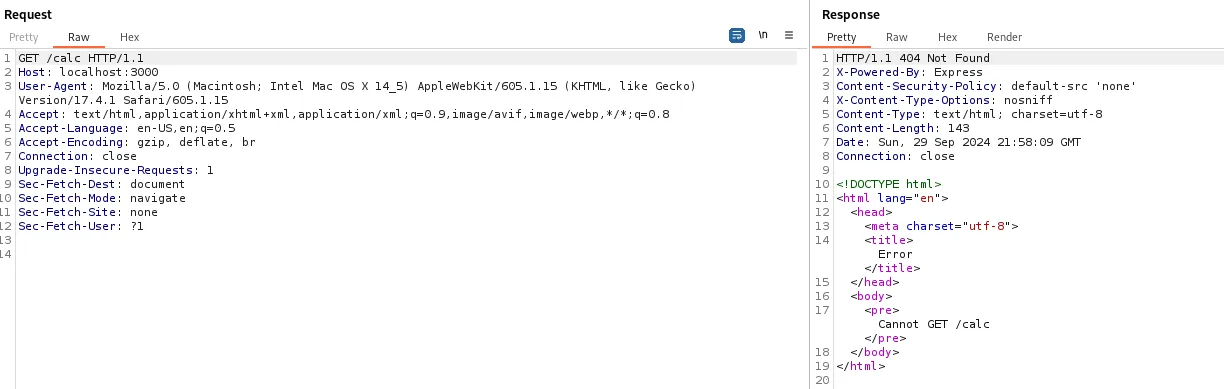 Request
Pretty Raw Hex \n
1 GET /calc HTTP/1.1
2 Host: localhost:3000
3 User-Agent: Mozilla/5.0 (Macintosh; Intel Mac OS X 14_5) AppleWebKit/605.1.15 (KHTML, like Gecko)
Version/17.4.1 Safari/605.1.15
4 Accept: text/html,application/xhtml+xml,application/xml;q=0.9,image/avif,image/webp,*/*;q=0.8
5 Accept-Language: en-US,en;q=0.5
6 Accept-Encoding: gzip, deflate, br
7 Connection: close
8 Upgrade-Insecure-Requests: 1
9 Sec-Fetch-Dest: document
10 Sec-Fetch-Mode: navigate
11 Sec-Fetch-Site: none
12 Sec-Fetch-User: ?1
13
14
Response
Pretty Raw Hex Render
1 HTTP/1.1 404 Not Found
2 X-Powered-By: Express
3 Content-Security-Policy: default-src 'none'
4 X-Content-Type-Options: nosniff
5 Content-Type: text/html; charset=utf-8
6 Content-Length: 143
7 Date: Sun, 29 Sep 2024 21:58:09 GMT
8 Connection: close
9
10 <!DOCTYPE html>
11 <html lang="en">
12 <head>
13 <meta charset="utf-8">
14 <title>
Error
</title>
15 </head>
16 <body>
17 <pre>
Cannot GET /calc
</pre>
18 </body>
19 </html>
20